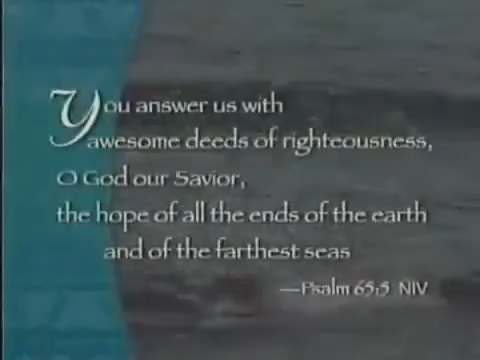 You answer us with
awesome deeds of righteousness,
O God our Savior,
the hope of all the ends of the earth
and of the farthest seas
—Psalm 65:5 NIV